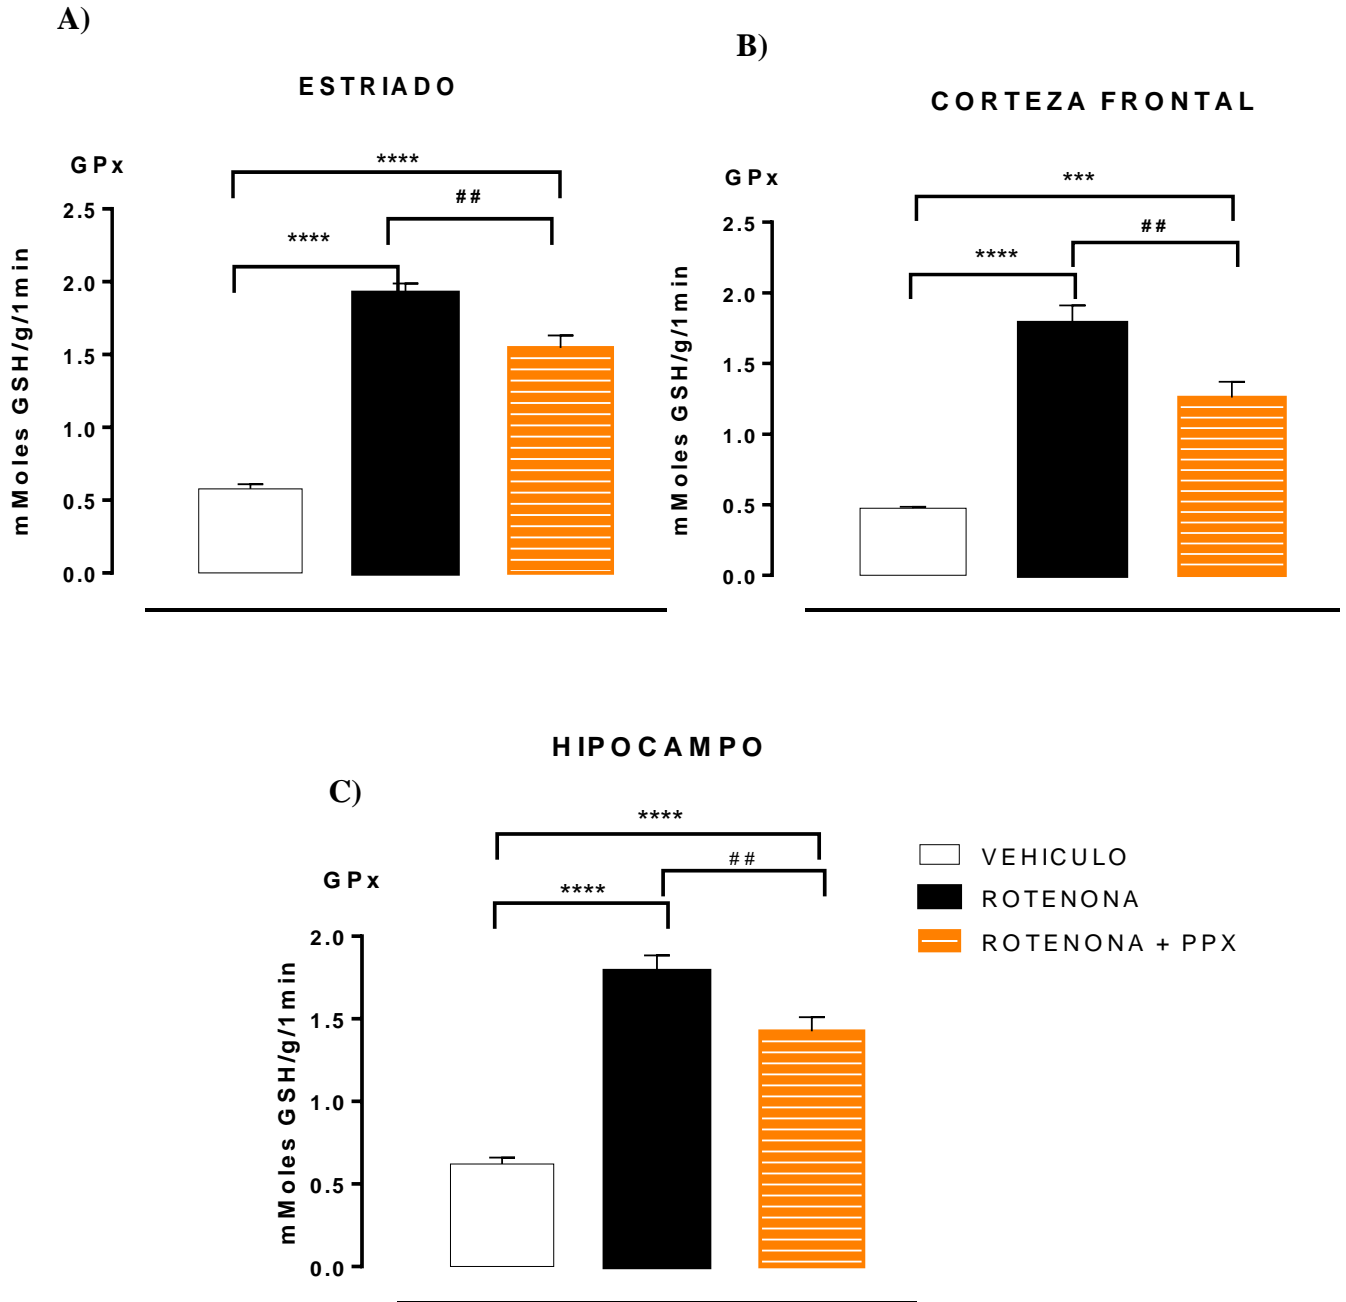 A)
ESTRIADO
GPx
****
##
****
2.5
2.0
1.5
1.0
0.5
0.0
mMoles GSH/g/1min
B)
CORTEZA FRONTAL
GPx
***
##
****
2.5
2.0
1.5
1.0
0.5
0.0
mMoles GSH/g/1min
HIPOCAMPO
C)
GPx
****
##
****
2.0
1.5
1.0
0.5
0.0
mMoles GSH/g/1min
VEHICULO
ROTENONA
ROTENONA + PPX